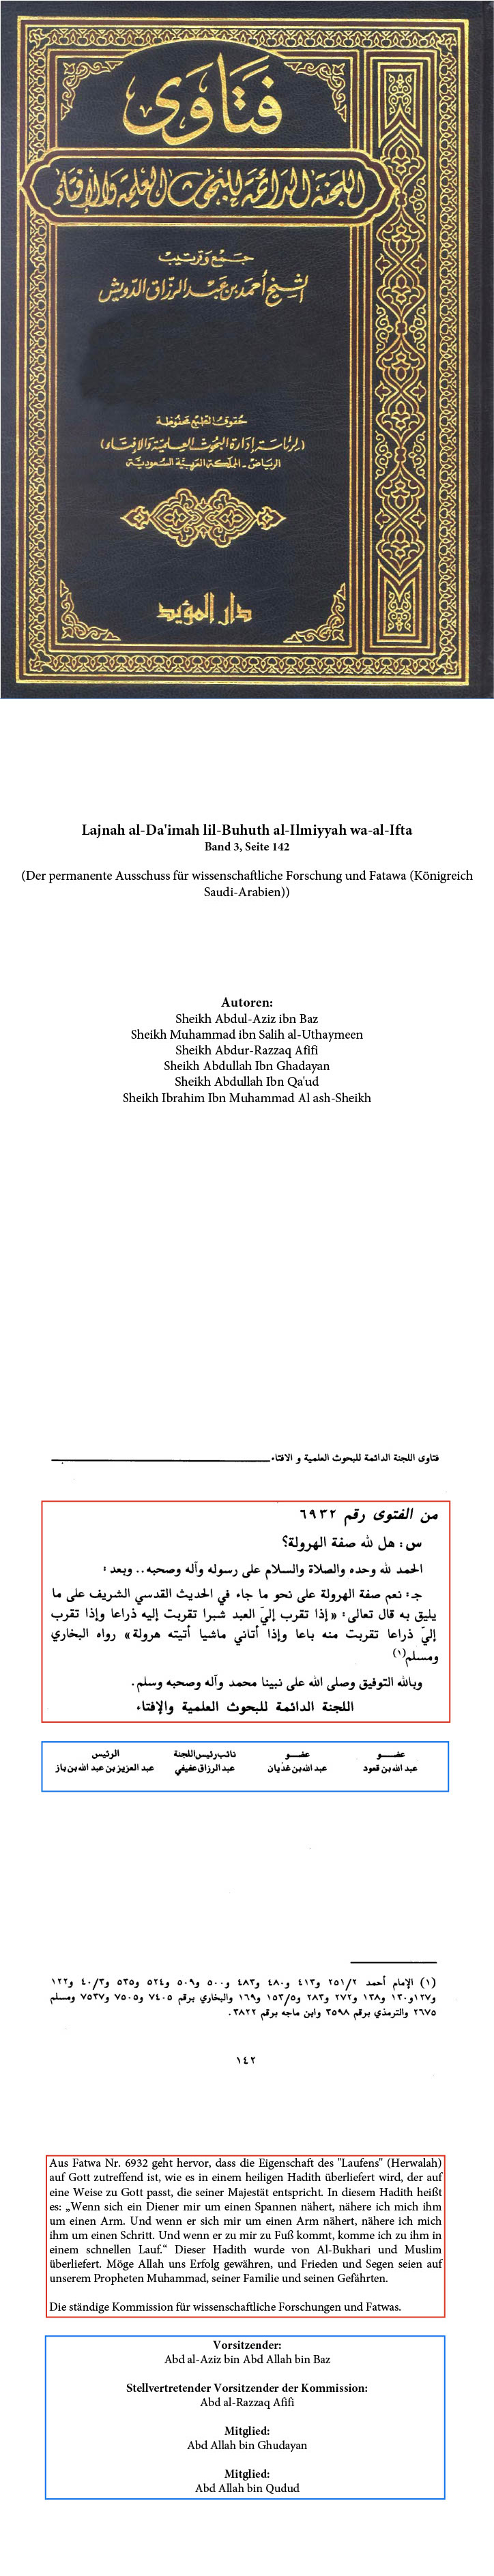 فتاوى
اللجنة الدائمة للبحوث العلمية والإفتاء
جمع وترتيب
الشيخ أحمد بن عبد الرزاق الدويش
حقوق الطبع محفوظة
(لرئاسة إدارة البحوث العلمية والإفتاء)
الرياض - المملكة العربية السعودية
دار المؤيد
Lajnah al-Da'imah lil-Buhuth al-Ilmiyyah wa-al-Ifta
Band 3, Seite 142
(Der permanente Ausschuss für wissenschaftliche Forschung und Fatawa (Königreich
Saudi-Arabien))
Autoren:
Sheikh Abdul-Aziz ibn Baz
Sheikh Muhammad ibn Salih al-Uthaymeen
Sheikh Abdur-Razzaq Afifi
Sheikh Abdullah Ibn Ghadayan
Sheikh Abdullah Ibn Qa'ud
Sheikh Ibrahim Ibn Muhammad Al ash-Sheikh
فتاوى اللجنة الدائمة للبحوث العلمية و الافتاء
من الفتوى رقم ٦٩٣٢
س: هل لله صفة الهرولة؟
الحمد لله وحده والصلاة والسلام على رسوله وآله وصحبه.. وبعد:
جـ: نعم صفة الهرولة على نحو ما جاء في الحديث القدسي الشريف على ما
يليق به قال تعالى: «إذا تقرب إليّ العبد شبرا تقربت إليه ذراعا وإذا تقرب
إليّ ذراعا تقربت منه باعا وإذا أتاني ماشيا أتيته هرولة» رواه البخاري
ومسلم(١)
وبالله التوفيق وصلى الله على نبينا محمد وآله وصحبه وسلم.
اللجنة الدائمة للبحوث العلمية والإفتاء
عضـــو عضـــو نائب رئيس اللجنة الرئيس
عبد الله بن قعود عبد الله بن غديان عبد الرزاق عفيفي عبد العزيز بن عبد الله بن باز
(١) الإمام أحمد ٢٥١/٢ و٤١٣ و٤٨٠ و٤٨٣ و٥٠٠ و٥٠٩ و٥٢٤ و٥٣٥ و٤٠/٣ و١٢٢
و١٢٧ و١٣٠ و١٣٨ و٢٧٢ و٢٨٣ و١٥٣/٥ و١٦٩ والبخاري برقم ٧٤٠٥ و٧٥٠٥ و٧٥٣٧ ومسلم
٢٦٧٥ والترمذي برقم ٣٥٩٨ وابن ماجه برقم ٣٨٢٢.
١٤٢
Aus Fatwa Nr. 6932 geht hervor, dass die Eigenschaft des "Laufens" (Herwalah)
auf Gott zutreffend ist, wie es in einem heiligen Hadith überliefert wird, der auf
eine Weise zu Gott passt, die seiner Majestät entspricht. In diesem Hadith heißt
es: „Wenn sich ein Diener mir um einen Spannen nähert, nähere ich mich ihm
um einen Arm. Und wenn er sich mir um einen Arm nähert, nähere ich mich
ihm um einen Schritt. Und wenn er zu mir zu Fuß kommt, komme ich zu ihm in
einem schnellen Lauf.“ Dieser Hadith wurde von Al-Bukhari und Muslim
überliefert. Möge Allah uns Erfolg gewähren, und Frieden und Segen seien auf
unserem Propheten Muhammad, seiner Familie und seinen Gefährten.
Die ständige Kommission für wissenschaftliche Forschungen und Fatwas.
Vorsitzender:
Abd al-Aziz bin Abd Allah bin Baz
Stellvertretender Vorsitzender der Kommission:
Abd al-Razzaq Afifi
Mitglied:
Abd Allah bin Ghudayan
Mitglied:
Abd Allah bin Qudud